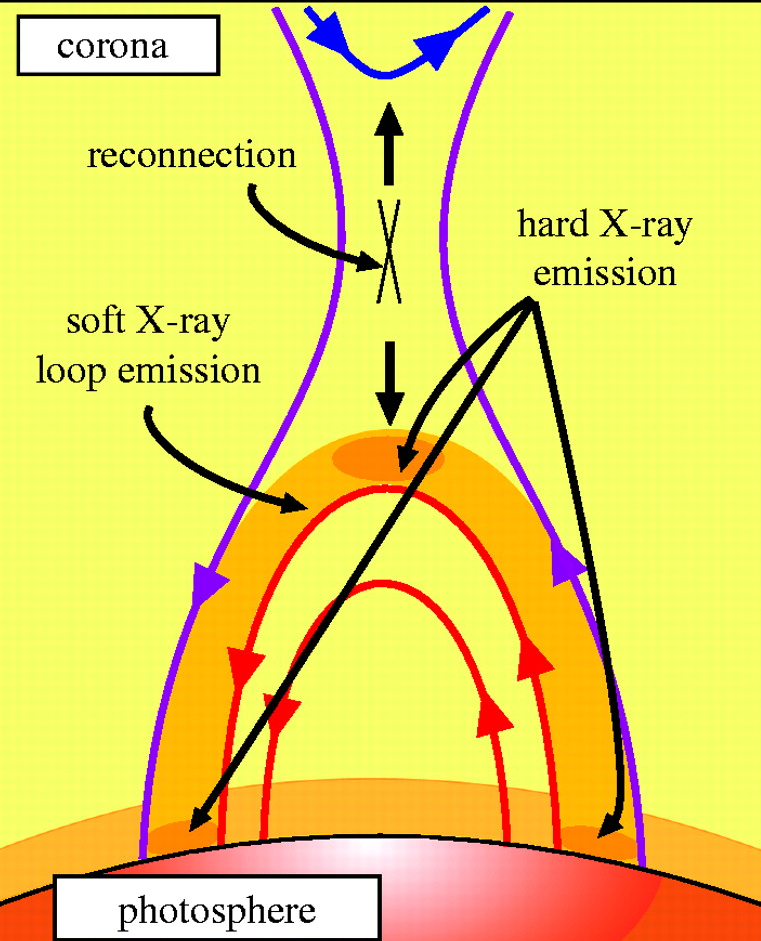 corona
reconnection
hard X-ray
emission
soft X-ray
loop emission
photosphere